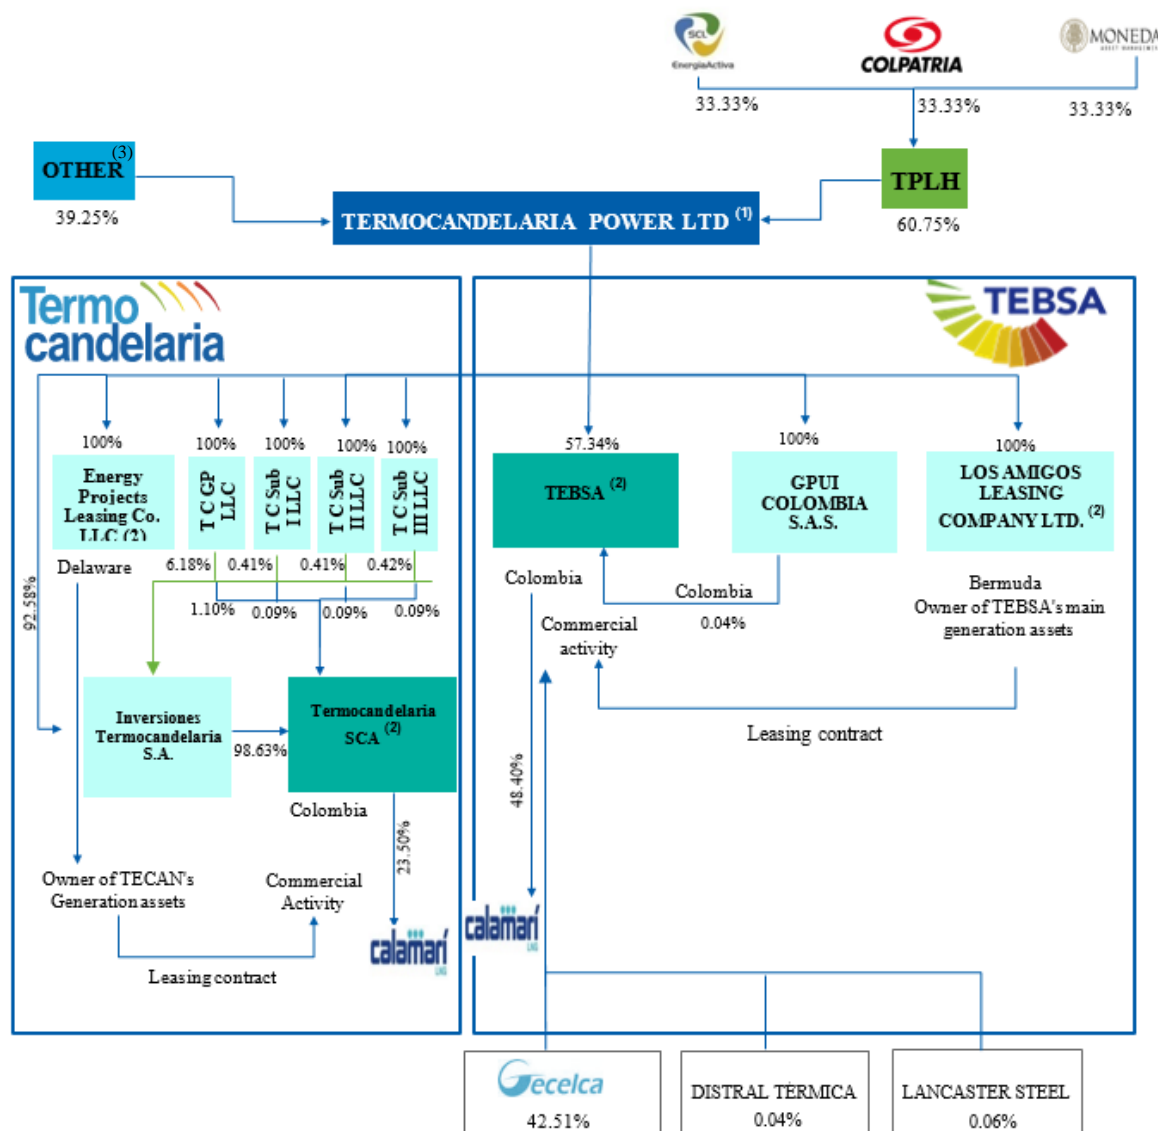 SCL
EnergíaActiva
COLPATRIA
MONEDA
ASSET MANAGEMENT
33.33%
33.33%
33.33%
OTHER (3)
39.25%
TERMOCANDELARIA POWER LTD (1)
TPLH
60.75%
Termo
candelaria
TEBSA
100%
100%
100%
100%
100%
57.34%
100%
100%
Energy
Projects
Leasing Co.
LLC (2)
T C GP
LLC
T C Sub
I LLC
T C Sub
II LLC
T C Sub
III LLC
TEBSA (2)
GPUI
COLOMBIA
S.A.S.
LOS AMIGOS
LEASING
COMPANY LTD. (2)
Delaware
6.18%
0.41%
0.41%
0.42%
1.10%
0.09%
0.09%
0.09%
92.58%
Colombia
Commercial
activity
Colombia
0.04%
Bermuda
Owner of TEBSA's main
generation assets
Inversiones
Termocandelaria
S.A.
98.63%
Termocandelaria
SCA (2)
Colombia
Leasing contract
48.40%
23.50%
Owner of TECAN's
Generation assets
Commercial
Activity
Leasing contract
calamarí
LNG
calamarí
LNG
Gecelca
42.51%
DISTRAL TÉRMICA
0.04%
LANCASTER STEEL
0.06%